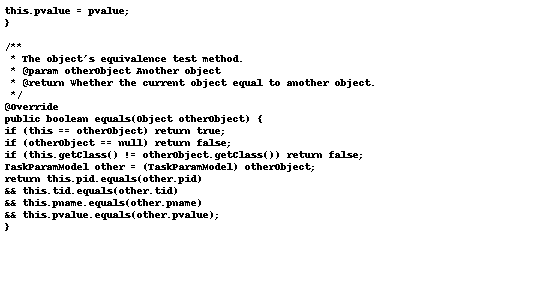 this.pvalue = pvalue;
}

/**
 * The object's equivalence test method.
 * @param otherObject Another object
 * @return Whether the current object equal to another object.
 */
@Override
public boolean equals(Object otherObject) {
if (this == otherObject) return true;
if (otherObject == null) return false;
if (this.getClass() != otherObject.getClass()) return false;
TaskParamModel other = (TaskParamModel) otherObject;
return this.pid.equals(other.pid)
&& this.tid.equals(other.tid)
&& this.pname.equals(other.pname)
&& this.pvalue.equals(other.pvalue);
}